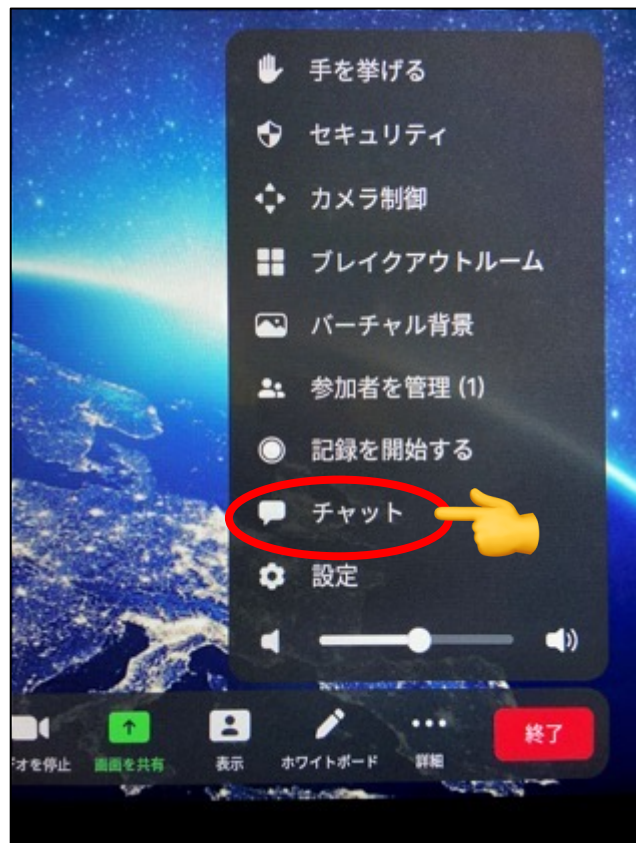 手を挙げる
セキュリティ
カメラ制御
ブレイクアウトルーム
バーチャル背景
参加者を管理 (1)
記録を開始する
チャット
設定
オを停止
画面を共有
表示
ホワイトボード
詳細
終了